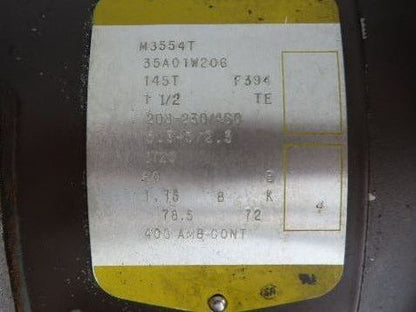 M3554T
35A01W206
145T F394
1 1/2 TE
208-230/460
1725
60 B
1.15 B K
78.5 72
4
40C AMB-CONT